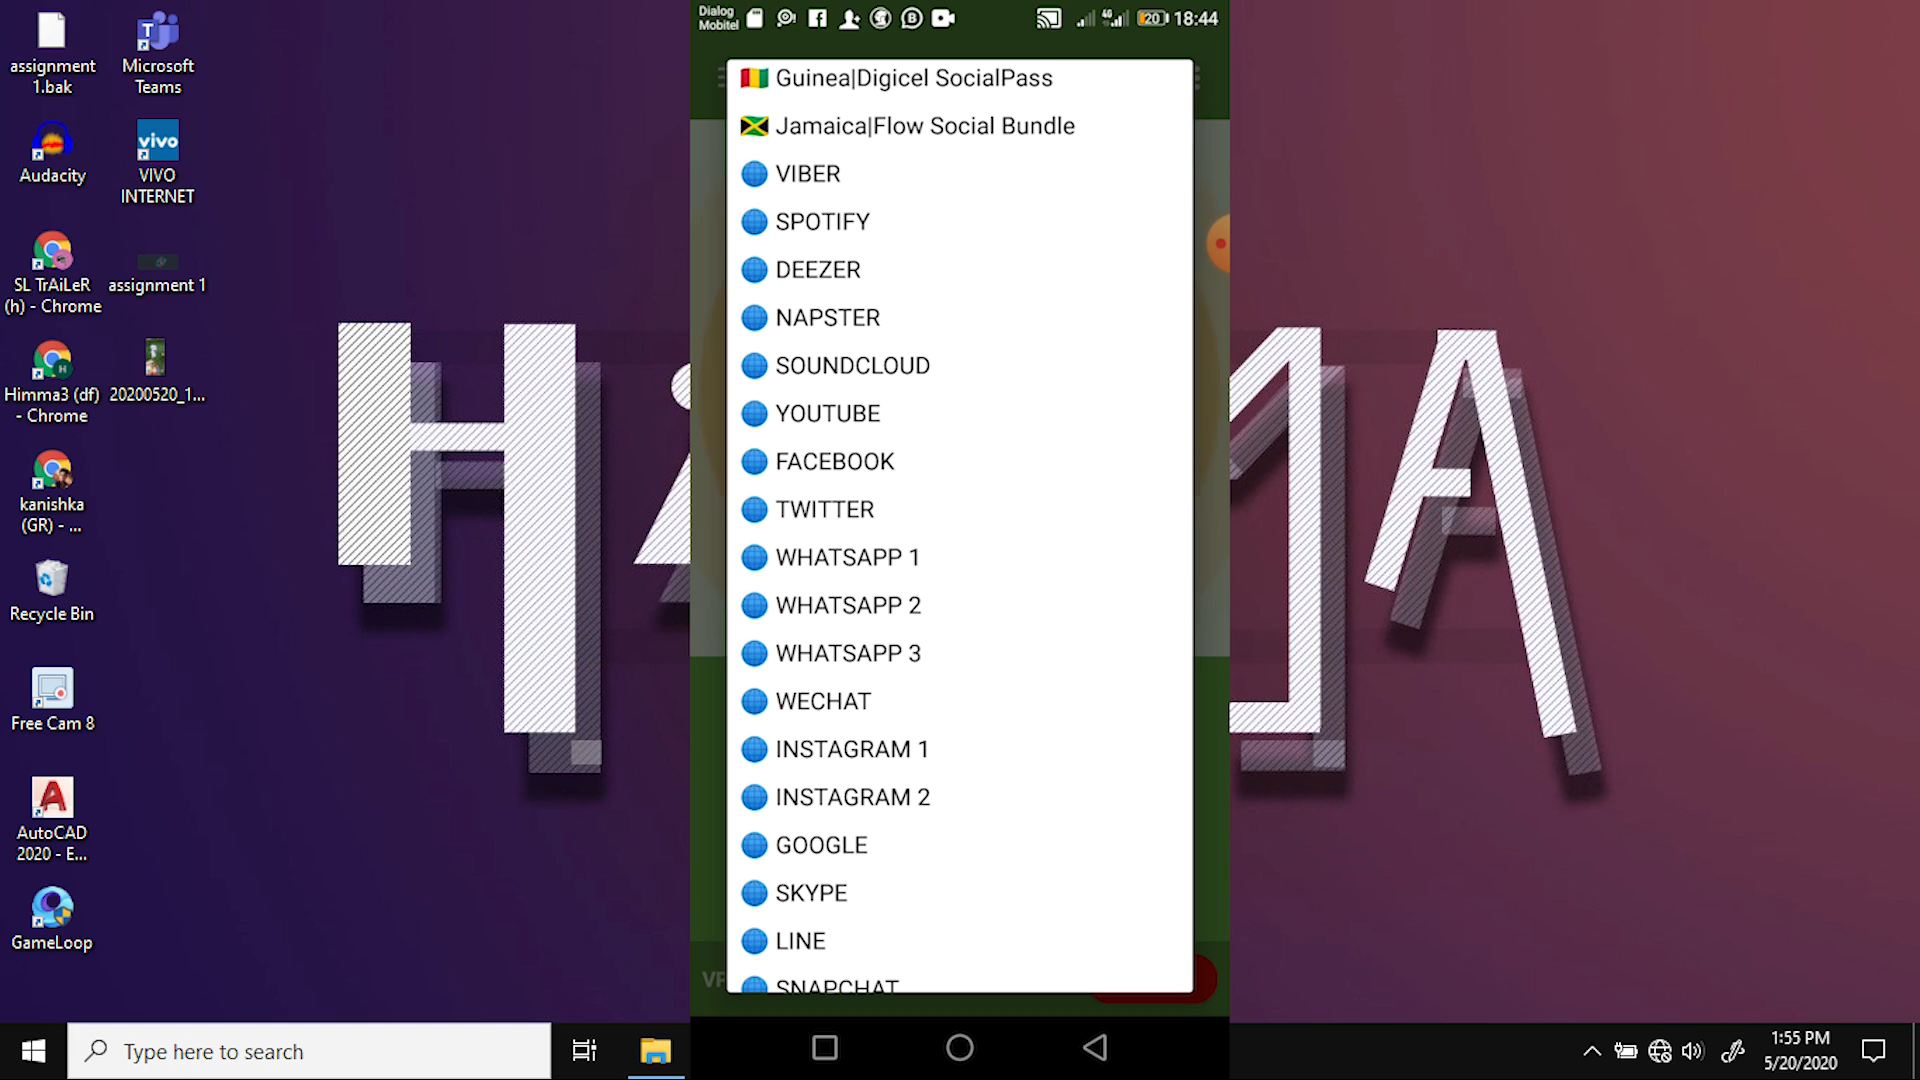 assignment
1.bak
Microsoft
Teams
Audacity
vivo
VIVO
INTERNET
SL TrAiLeR
(h) - Chrome
assignment 1
Himma3 (df)
- Chrome
20200520_1...
kanishka
(GR) - ...
Recycle Bin
Free Cam 8
AutoCAD
2020 - E...
GameLoop
Dialog
Mobitel
4G
20
18:44
Guinea|Digicel SocialPass
Jamaica|Flow Social Bundle
VIBER
SPOTIFY
DEEZER
NAPSTER
SOUNDCLOUD
YOUTUBE
FACEBOOK
TWITTER
WHATSAPP 1
WHATSAPP 2
WHATSAPP 3
WECHAT
INSTAGRAM 1
INSTAGRAM 2
GOOGLE
SKYPE
LINE
SNAPCHAT
Type here to search
1:55 PM
5/20/2020